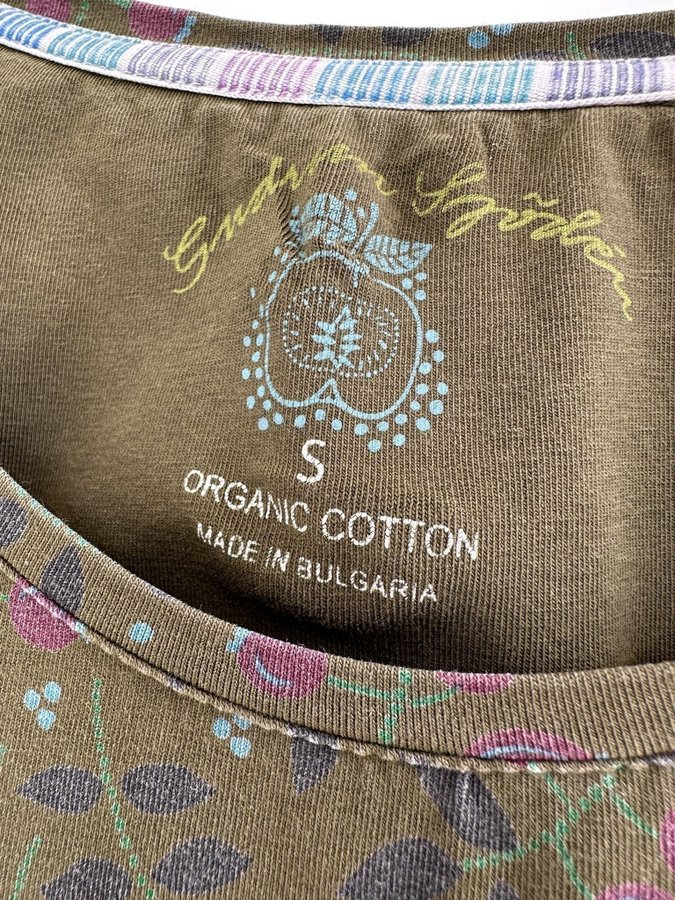 Gudrun Sjödén
S
ORGANIC COTTON
MADE IN BULGARIA